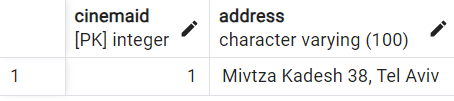 cinemaid address
[PK] integer character varying (100)
1 1 Mivtza Kadesh 38, Tel Aviv